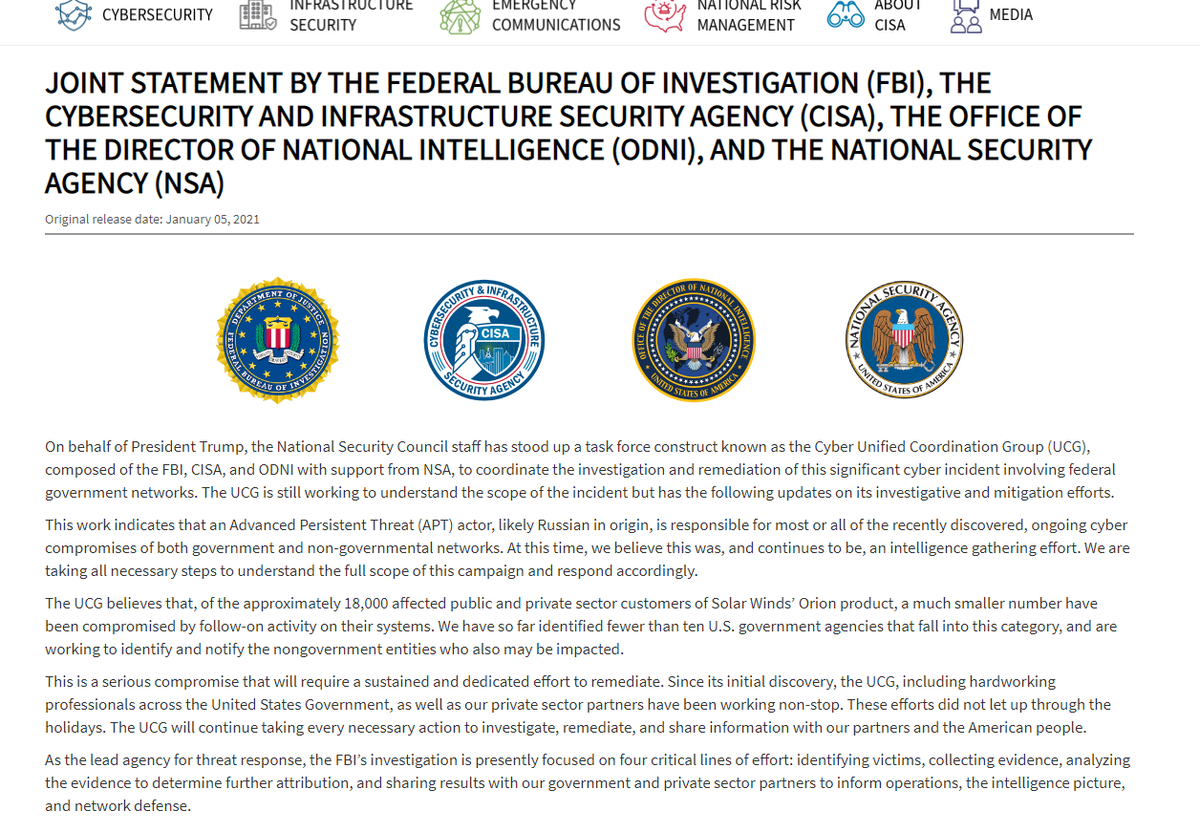 CYBERSECURITY
INFRASTRUCTURE
SECURITY
EMERGENCY
COMMUNICATIONS
NATIONAL RISK
MANAGEMENT
ABOUT
CISA
MEDIA
JOINT STATEMENT BY THE FEDERAL BUREAU OF INVESTIGATION (FBI), THE
CYBERSECURITY AND INFRASTRUCTURE SECURITY AGENCY (CISA), THE OFFICE OF
THE DIRECTOR OF NATIONAL INTELLIGENCE (ODNI), AND THE NATIONAL SECURITY
AGENCY (NSA)
Original release date: January 05, 2021
DEPARTMENT OF JUSTICE
FEDERAL BUREAU OF INVESTIGATION
CYBERSECURITY & INFRASTRUCTURE
CISA
SECURITY AGENCY
OFFICE OF THE DIRECTOR OF NATIONAL INTELLIGENCE
UNITED STATES OF AMERICA
NATIONAL SECURITY AGENCY
UNITED STATES OF AMERICA
On behalf of President Trump, the National Security Council staff has stood up a task force construct known as the Cyber Unified Coordination Group (UCG),
composed of the FBI, CISA, and ODNI with support from NSA, to coordinate the investigation and remediation of this significant cyber incident involving federal
government networks. The UCG is still working to understand the scope of the incident but has the following updates on its investigative and mitigation efforts.
This work indicates that an Advanced Persistent Threat (APT) actor, likely Russian in origin, is responsible for most or all of the recently discovered, ongoing cyber
compromises of both government and non-governmental networks. At this time, we believe this was, and continues to be, an intelligence gathering effort. We are
taking all necessary steps to understand the full scope of this campaign and respond accordingly.
The UCG believes that, of the approximately 18,000 affected public and private sector customers of Solar Winds’ Orion product, a much smaller number have
been compromised by follow-on activity on their systems. We have so far identified fewer than ten U.S. government agencies that fall into this category, and are
working to identify and notify the nongovernment entities who also may be impacted.
This is a serious compromise that will require a sustained and dedicated effort to remediate. Since its initial discovery, the UCG, including hardworking
professionals across the United States Government, as well as our private sector partners have been working non-stop. These efforts did not let up through the
holidays. The UCG will continue taking every necessary action to investigate, remediate, and share information with our partners and the American people.
As the lead agency for threat response, the FBI’s investigation is presently focused on four critical lines of effort: identifying victims, collecting evidence, analyzing
the evidence to determine further attribution, and sharing results with our government and private sector partners to inform operations, the intelligence picture,
and network defense.